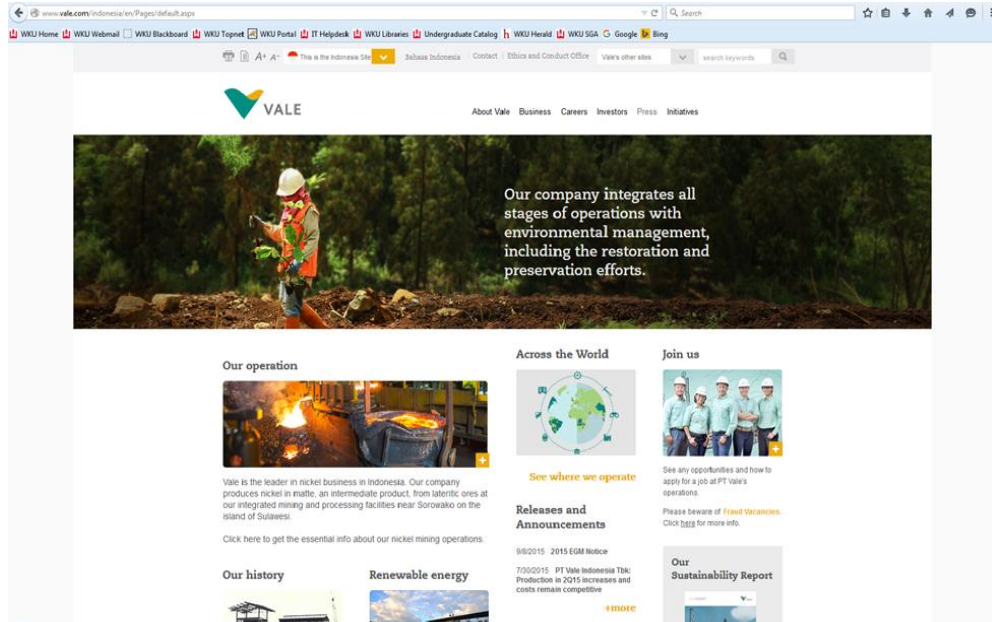 www.vale.com/indonesia/en/Pages/default.aspx
Search
WKU Home WKU Webmail WKU Blackboard WKU Topnet WKU Portal IT Helpdesk WKU Libraries Undergraduate Catalog WKU Herald WKU SGA Google Bing
A+ A- This is the Indonesia Site Bahasa Indonesia Contact Ethics and Conduct Office Vale's other sites search keywords
VALE
About Vale Business Careers Investors Press Initiatives
Our company integrates all
stages of operations with
environmental management,
including the restoration and
preservation efforts.
Our operation
Vale is the leader in nickel business in Indonesia. Our company
produces nickel in matte, an intermediate product, from lateritic ores at
our integrated mining and processing facilities near Sorowako on the
island of Sulawesi.
Click here to get the essential info about our nickel mining operations.
Our history
Renewable energy
Across the World
See where we operate
Releases and
Announcements
9/8/2015 2015 EGM Notice
7/30/2015 PT Vale Indonesia Tbk:
Production in 2Q15 increases and
costs remain competitive
+more
Join us
See any opportunities and how to
apply for a job at PT Vale's
operations.
Please beware of Fraud Vacancies.
Click here for more info.
Our
Sustainability Report